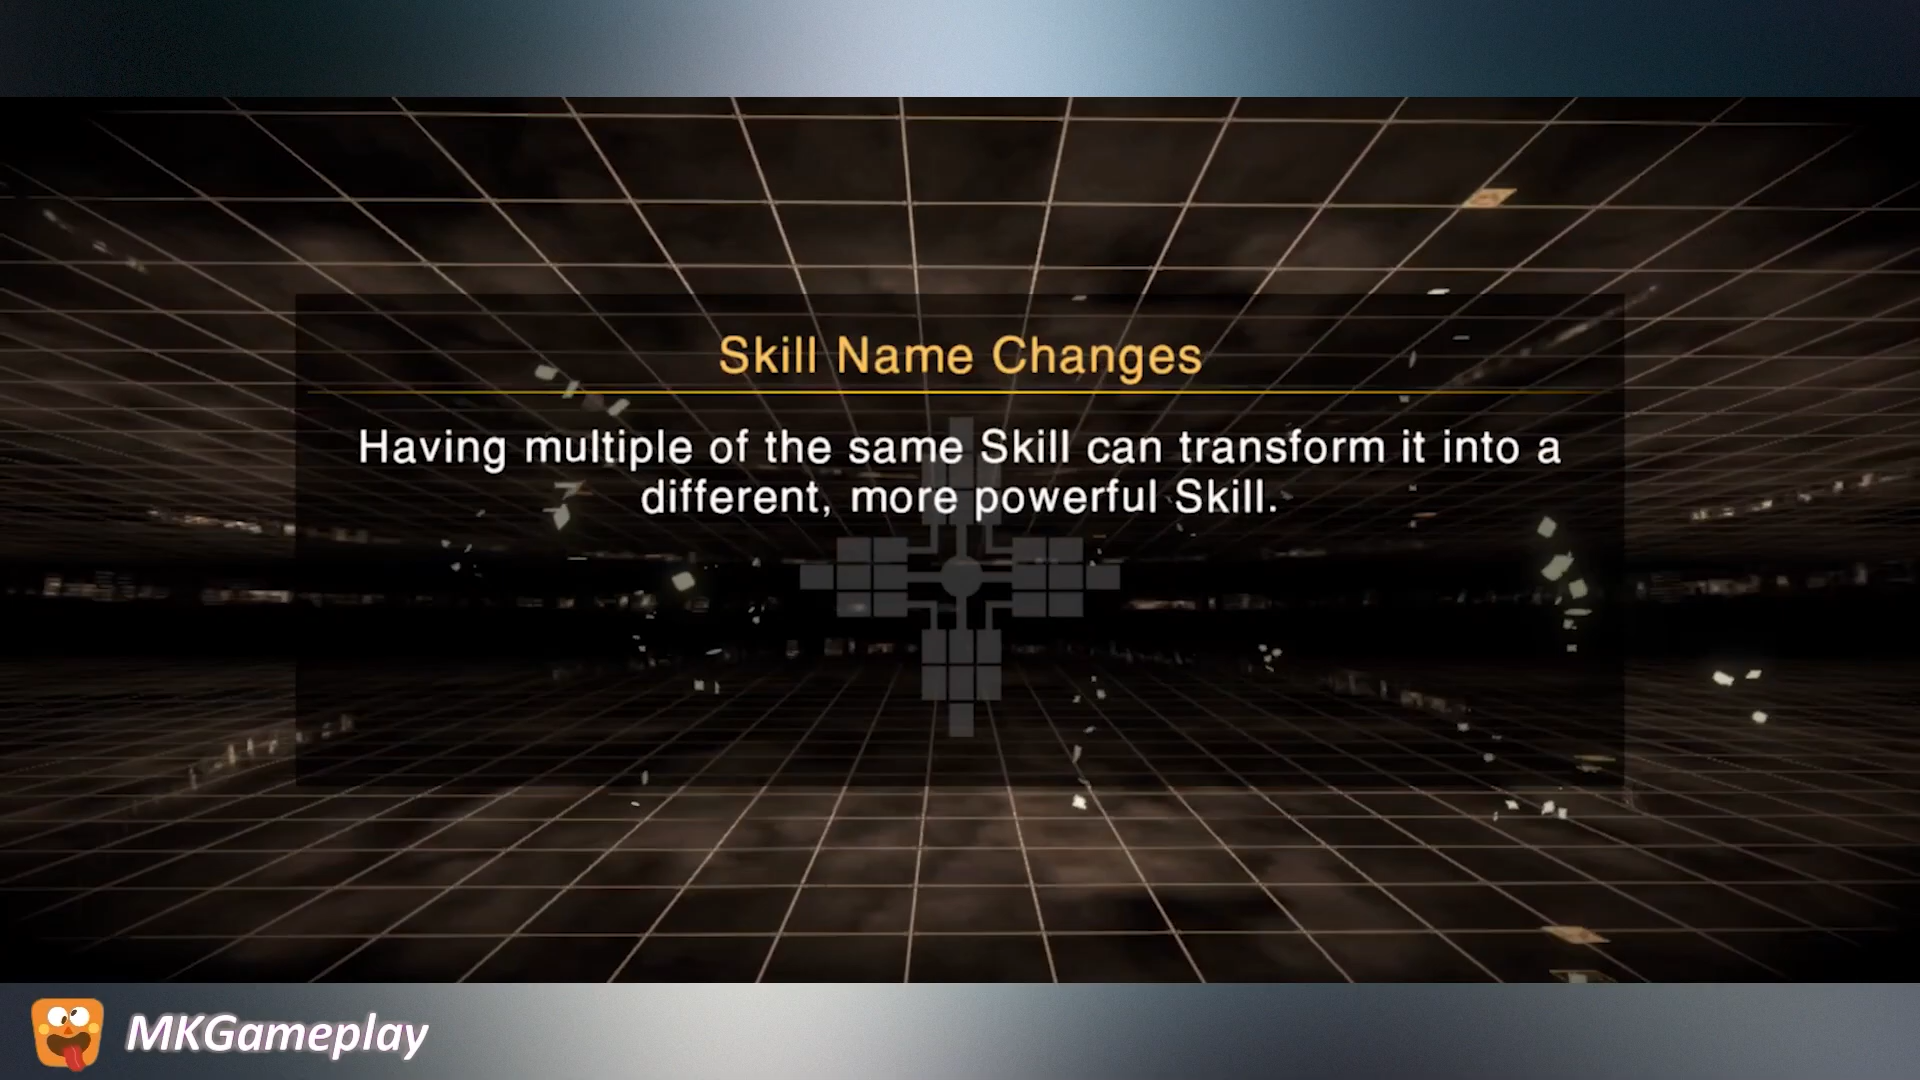 Skill Name Changes
Having multiple of the same Skill can transform it into a
different, more powerful Skill.
MKGameplay